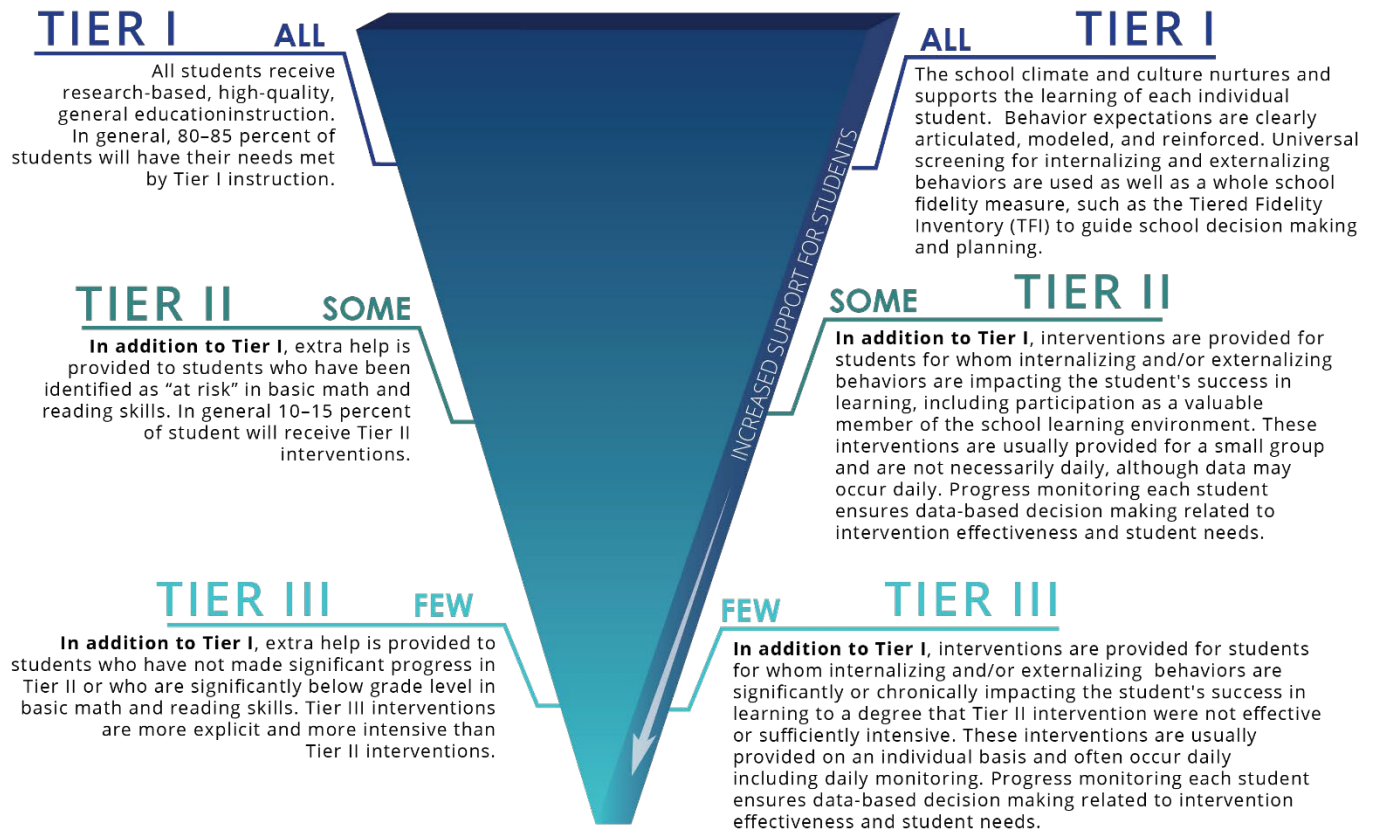 TIER I ALL
All students receive
research-based, high-quality,
general educationinstruction.
In general, 80–85 percent of
students will have their needs met
by Tier I instruction.
ALL TIER I
The school climate and culture nurtures and
supports the learning of each individual
student.  Behavior expectations are clearly
articulated, modeled, and reinforced. Universal
screening for internalizing and externalizing
behaviors are used as well as a whole school
fidelity measure, such as the Tiered Fidelity
Inventory (TFI) to guide school decision making
and planning.
INCREASED SUPPORT FOR STUDENTS
TIER II SOME
In addition to Tier I, extra help is
provided to students who have been
identified as “at risk” in basic math and
reading skills. In general 10–15 percent
of student will receive Tier II
interventions.
SOME TIER II
In addition to Tier I, interventions are provided for
students for whom internalizing and/or externalizing
behaviors are impacting the student's success in
learning, including participation as a valuable
member of the school learning environment. These
interventions are usually provided for a small group
and are not necessarily daily, although data may
occur daily. Progress monitoring each student
ensures data-based decision making related to
intervention effectiveness and student needs.
TIER III FEW
In addition to Tier I, extra help is provided to
students who have not made significant progress in
Tier II or who are significantly below grade level in
basic math and reading skills. Tier III interventions
are more explicit and more intensive than
Tier II interventions.
FEW TIER III
In addition to Tier I, interventions are provided for students
for whom internalizing and/or externalizing  behaviors are
significantly or chronically impacting the student's success in
learning to a degree that Tier II intervention were not effective
or sufficiently intensive. These interventions are usually
provided on an individual basis and often occur daily
including daily monitoring. Progress monitoring each student
ensures data-based decision making related to intervention
effectiveness and student needs.